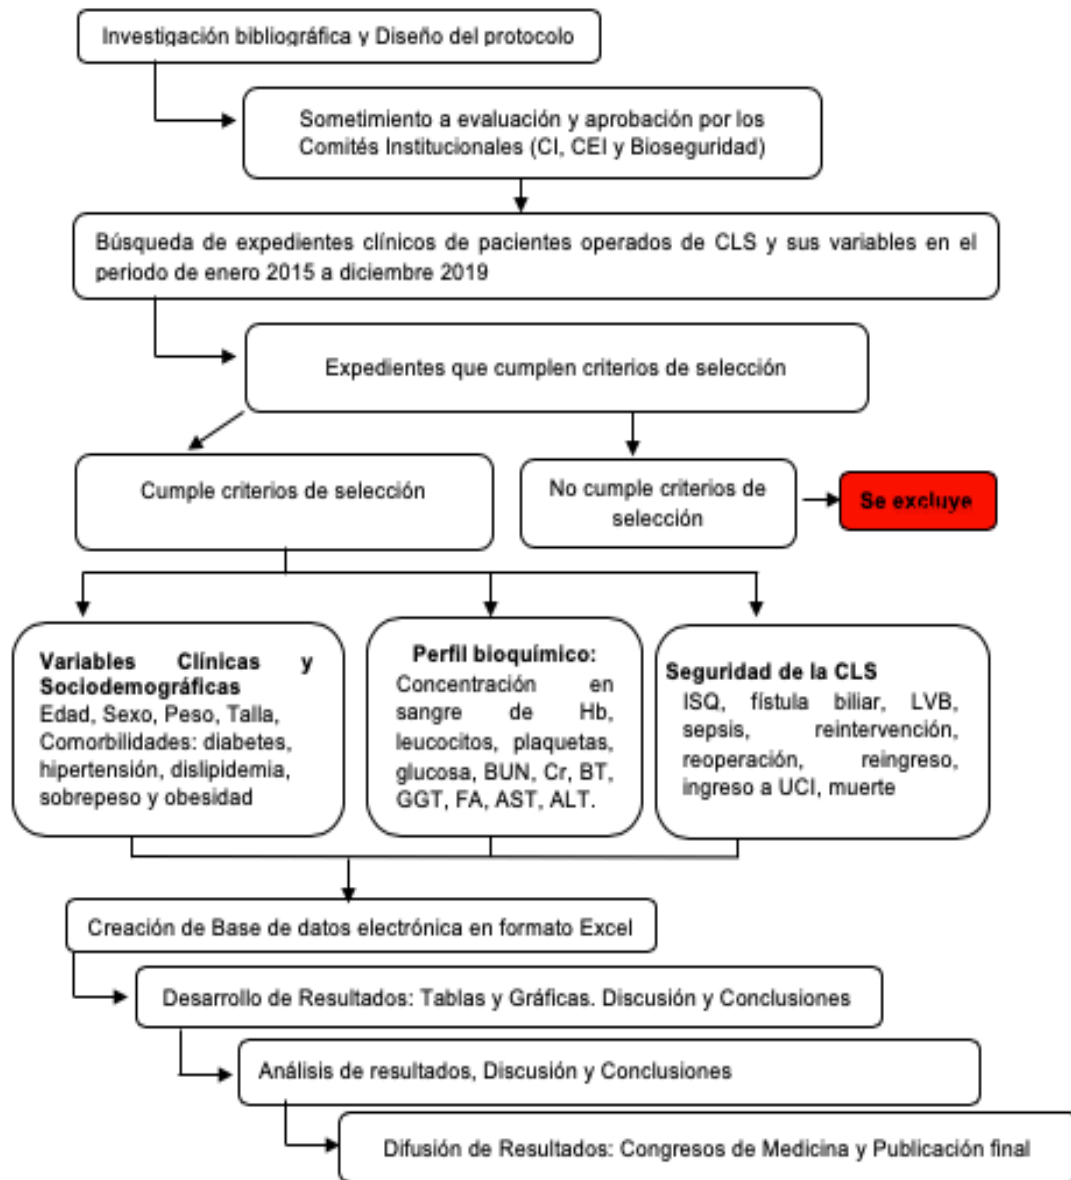 Investigación bibliográfica y Diseño del protocolo
Sometimiento a evaluación y aprobación por los
Comités Institucionales (CI, CEI y Bioseguridad)
Búsqueda de expedientes clínicos de pacientes operados de CLS y sus variables en el
periodo de enero 2015 a diciembre 2019
Expedientes que cumplen criterios de selección
Cumple criterios de selección
No cumple criterios de
selección
Se excluye
Variables Clínicas y
Sociodemográficas
Edad, Sexo, Peso, Talla,
Comorbilidades: diabetes,
hipertensión, dislipidemia,
sobrepeso y obesidad
Perfil bioquímico:
Concentración en
sangre de Hb,
leucocitos, plaquetas,
glucosa, BUN, Cr, BT,
GGT, FA, AST, ALT.
Seguridad de la CLS
ISQ, fístula biliar, LVB,
sepsis, reintervención,
reoperación, reingreso,
ingreso a UCI, muerte
Creación de Base de datos electrónica en formato Excel
Desarrollo de Resultados: Tablas y Gráficas. Discusión y Conclusiones
Análisis de resultados, Discusión y Conclusiones
Difusión de Resultados: Congresos de Medicina y Publicación final